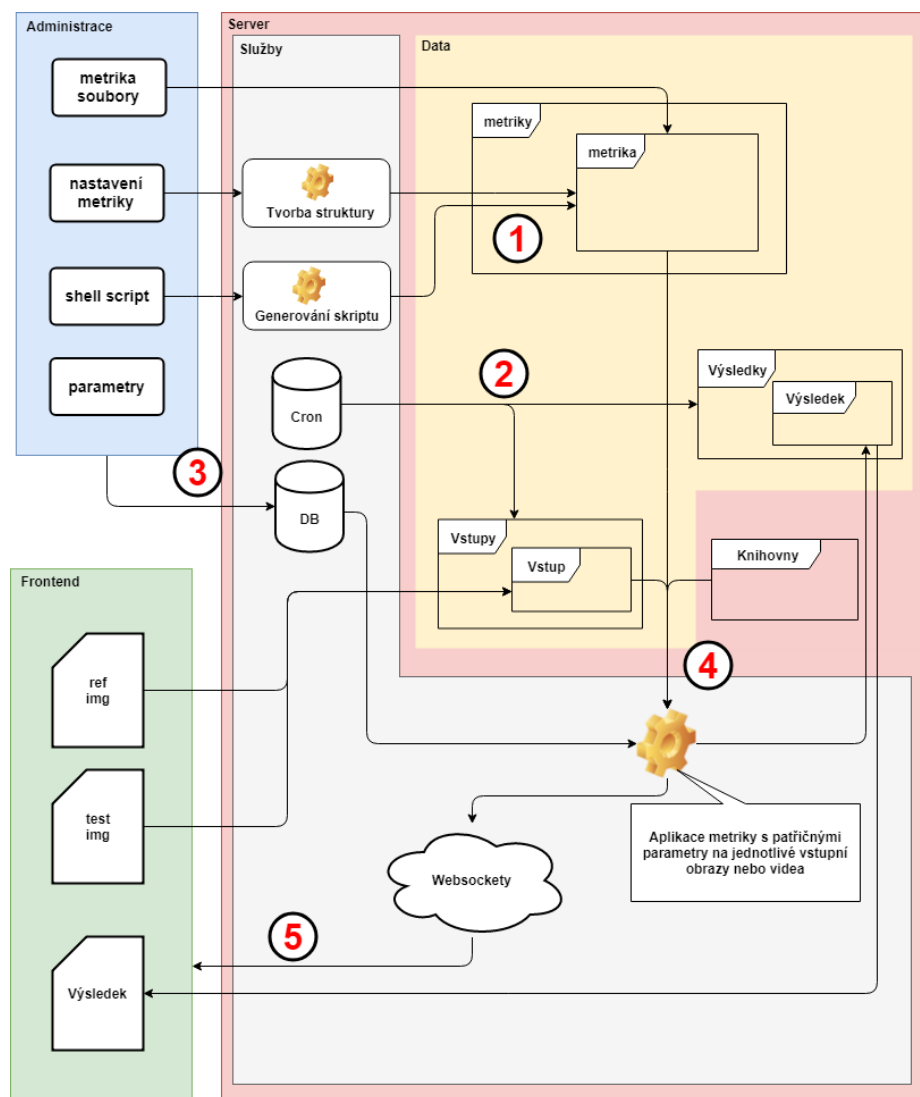 Administrace
metrika
soubory
nastavení
metriky
shell script
parametry
Server
Služby
Tvorba struktury
Generování skriptu
Cron
DB
Data
metriky
metrika
1
2
Výsledky
Výsledek
3
Vstupy
Vstup
Knihovny
4
Frontend
ref
img
test
img
Výsledek
Aplikace metriky s patřičnými
parametry na jednotlivé vstupní
obrazy nebo videa
Websockety
5